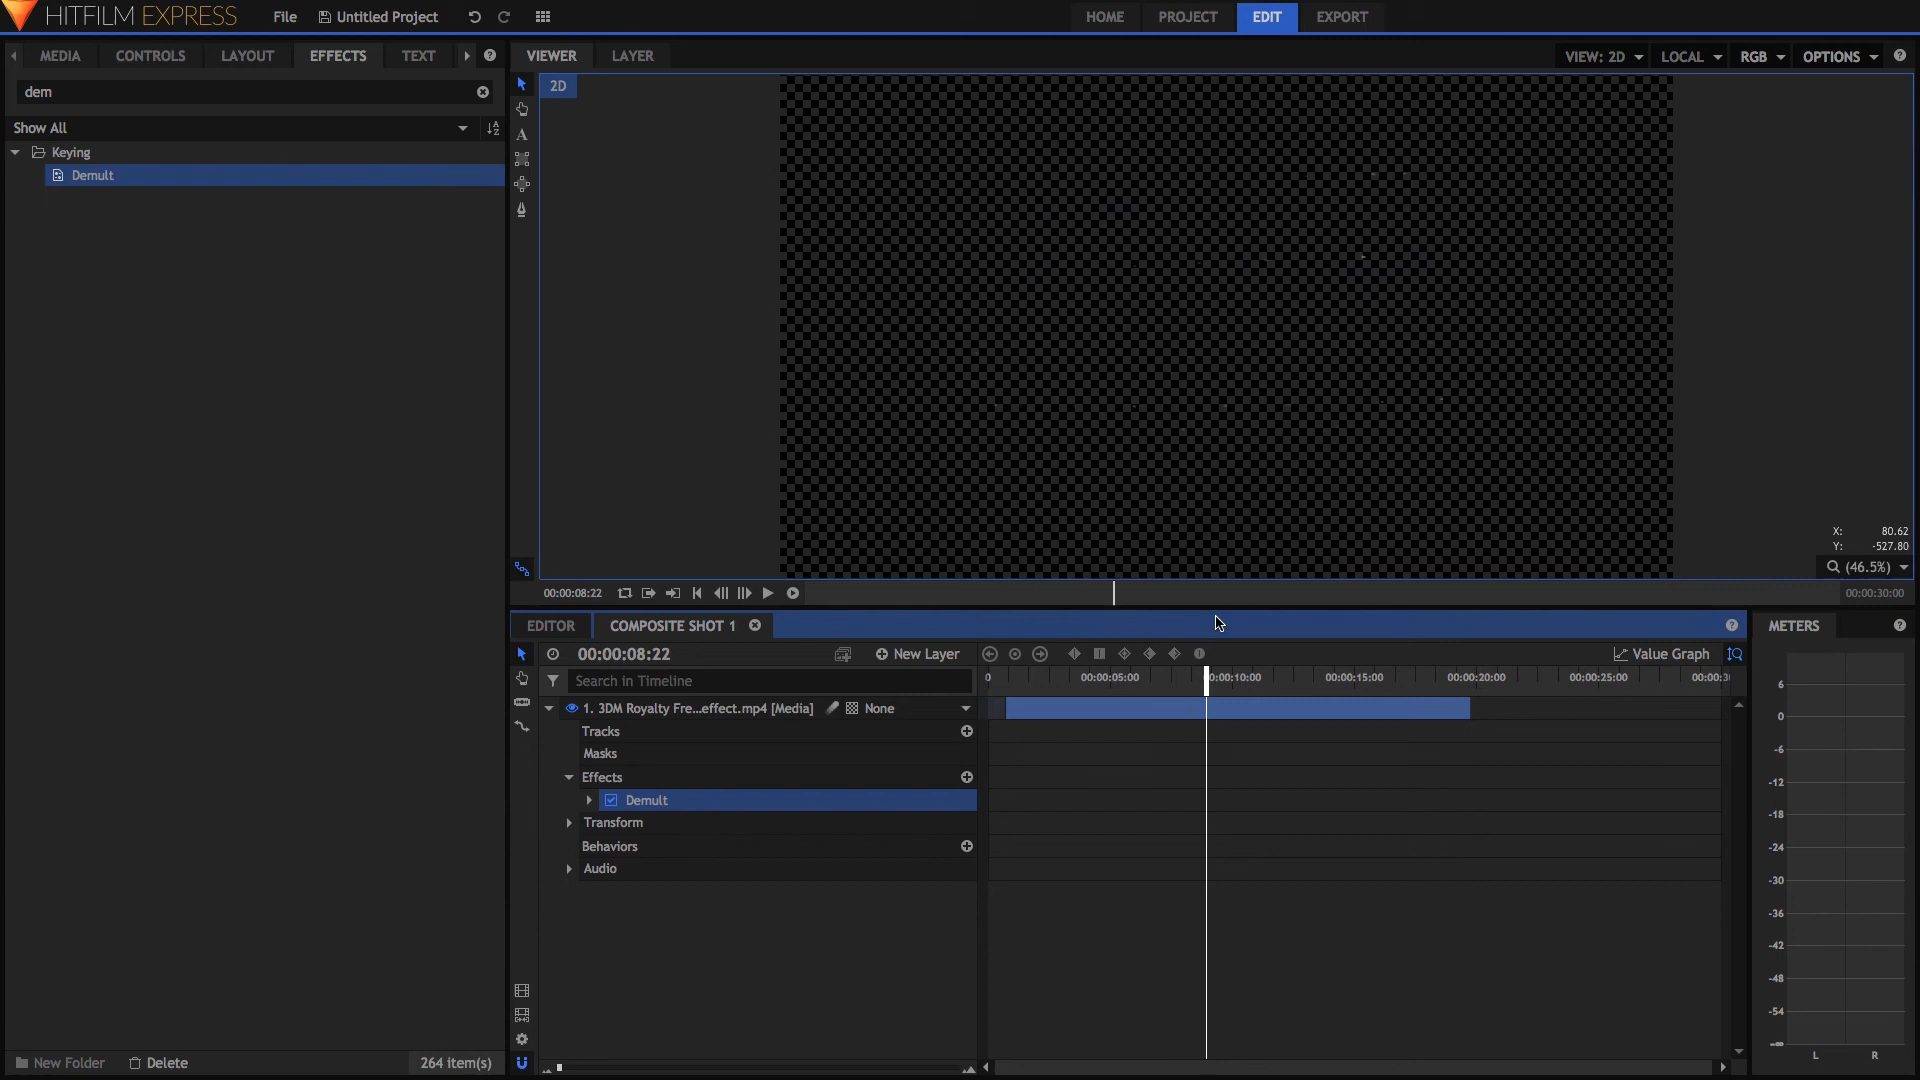 HITFILM EXPRESS
File
Untitled Project
HOME
PROJECT
EDIT
EXPORT
MEDIA
CONTROLS
LAYOUT
EFFECTS
TEXT
VIEWER
LAYER
VIEW: 2D
LOCAL
RGB
OPTIONS
dem
2D
Show All
Keying
Demult
X: 80.62
Y: -527.80
(46.5%)
00:00:08:22
00:00:30:00
EDITOR
COMPOSITE SHOT 1
METERS
00:00:08:22
New Layer
Value Graph
Search in Timeline
0
00:00:05:00
00:00:10:00
00:00:15:00
00:00:20:00
00:00:25:00
00:00:3
1. 3DM Royalty Fre...effect.mp4 [Media]
None
Tracks
Masks
Effects
Demult
Transform
Behaviors
Audio
6
0
-6
-12
-18
-24
-30
-36
-42
-48
-54
-∞
L
R
New Folder
Delete
264 item(s)